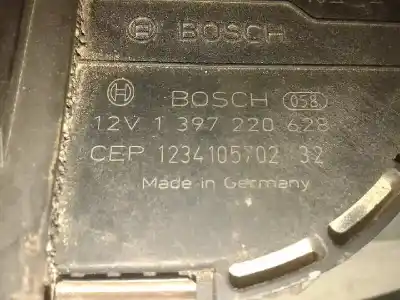 BOSCH
BOSCH 058
12V 1 397 220 628
CEP 1234105702 32
Made in Germany